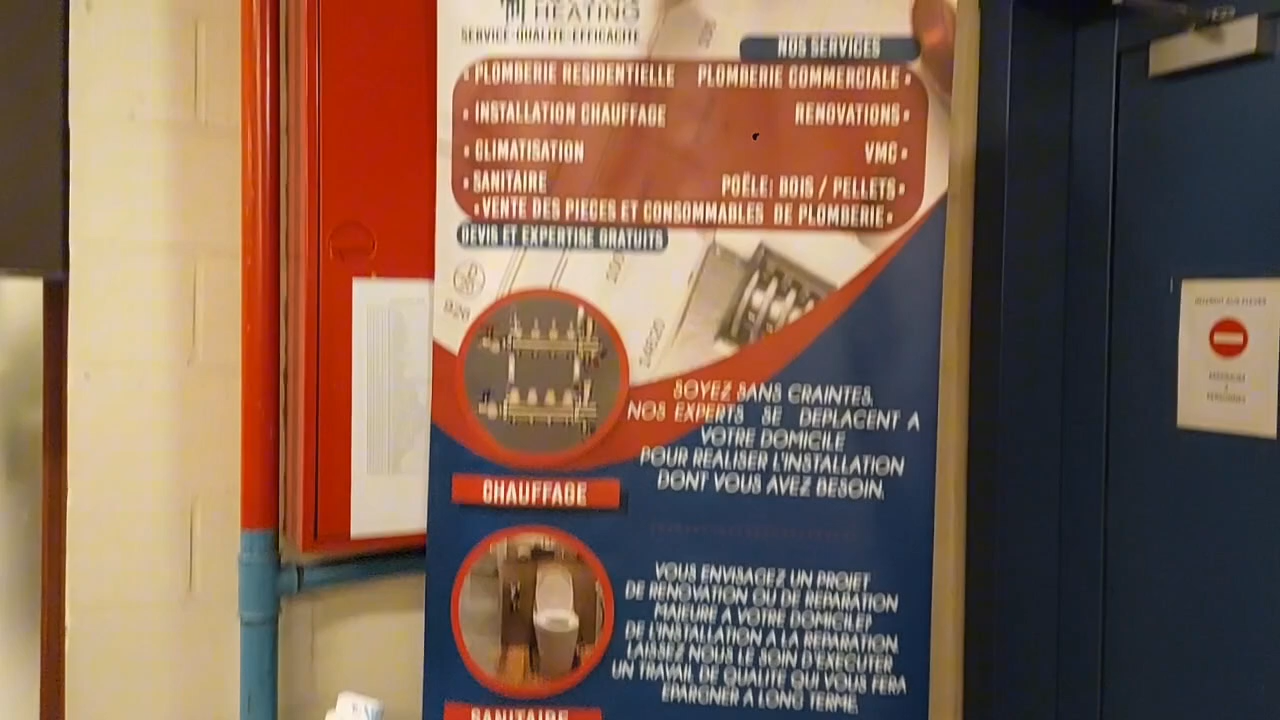 HEATING
SERVICE-QUALITE-EFFICACITE
NOS SERVICES
• PLOMBERIE RESIDENTIELLE PLOMBERIE COMMERCIALE •
• INSTALLATION CHAUFFAGE RENOVATIONS •
• CLIMATISATION VMC •
• SANITAIRE POÊLE: BOIS / PELLETS •
• VENTE DES PIECES ET CONSOMMABLES DE PLOMBERIE •
DEVIS ET EXPERTISE GRATUITS
SOYEZ SANS CRAINTES,
NOS EXPERTS SE DEPLACENT A
VOTRE DOMICILE
POUR REALISER L'INSTALLATION
DONT VOUS AVEZ BESOIN.
CHAUFFAGE
VOUS ENVISAGEZ UN PROJET
DE RENOVATION OU DE REPARATION
MAJEURE A VOTRE DOMICILE?
DE L'INSTALLATION A LA REPARATION
LAISSEZ NOUS LE SOIN D'EXECUTER
UN TRAVAIL DE QUALITE QUI VOUS FERA
EPARGNER A LONG TERME.
SANITAIRE